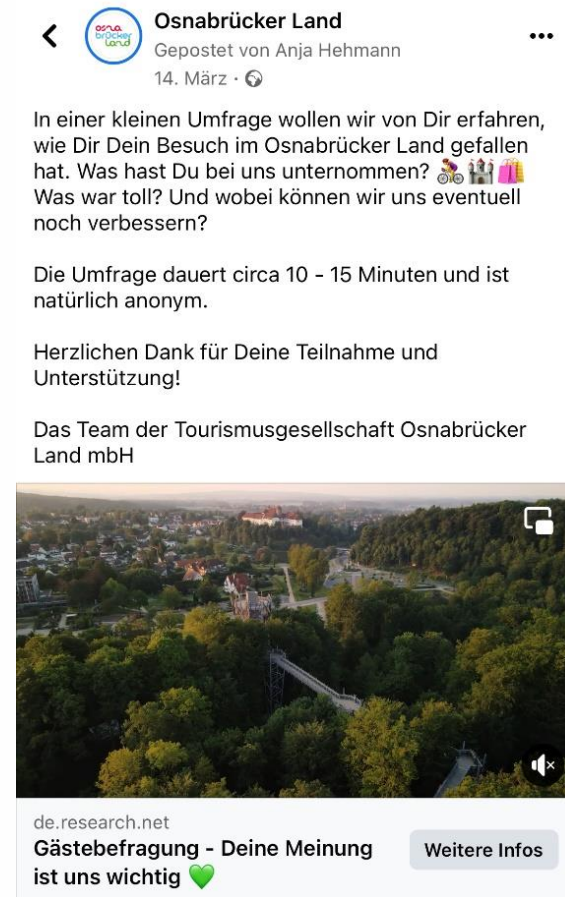 osna
brücker
land
Osnabrücker Land
Gepostet von Anja Hehmann
14. März ·
In einer kleinen Umfrage wollen wir von Dir erfahren,
wie Dir Dein Besuch im Osnabrücker Land gefallen
hat. Was hast Du bei uns unternommen? 🚴‍♀️🏰🛍️
Was war toll? Und wobei können wir uns eventuell
noch verbessern?
Die Umfrage dauert circa 10 - 15 Minuten und ist
natürlich anonym.
Herzlichen Dank für Deine Teilnahme und
Unterstützung!
Das Team der Tourismusgesellschaft Osnabrücker
Land mbH
de.research.net
Gästebefragung - Deine Meinung
ist uns wichtig 💚
Weitere Infos